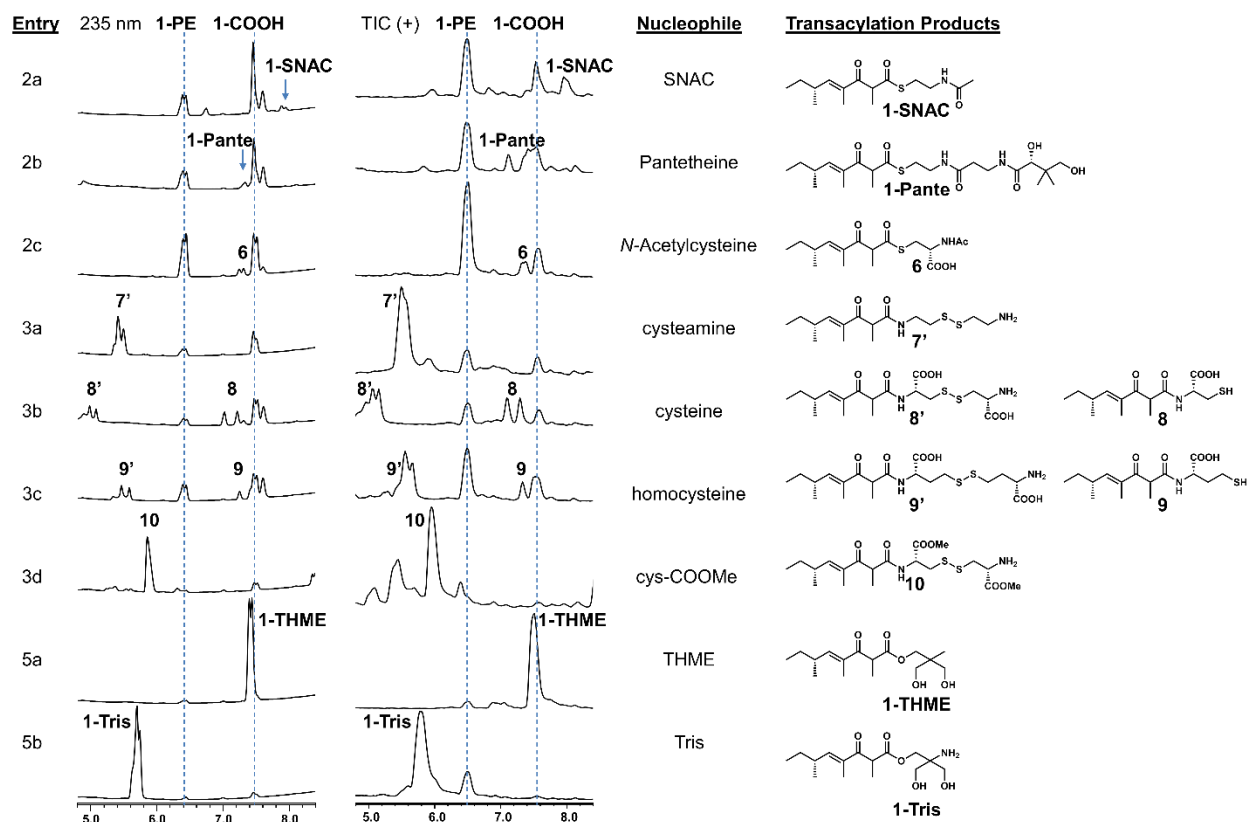 Entry 235 nm 1-PE 1-COOH TIC (+) 1-PE 1-COOH Nucleophile Transacylation Products
2a 1-SNAC 1-SNAC SNAC O O S H N O
1-SNAC
2b 1-Pante 1-Pante Pantetheine O O S H N O H N O OH OH
1-Pante
2c 6 6 N-Acetylcysteine O O S NHAc COOH
6
3a 7' 7' cysteamine O O N H S S NH2
7'
3b 8' 8 8' 8 cysteine O O N H COOH S S NH2 COOH O O N H COOH SH
8' 8
3c 9' 9 9' 9 homocysteine O O N H COOH S S NH2 COOH O O N H COOH SH
9' 9
3d 10 10 cys-COOMe O O N H COOMe S S NH2 COOMe
10
5a 1-THME 1-THME THME O O O OH OH
1-THME
5b 1-Tris 1-Tris Tris O O O NH2 OH OH
1-Tris
5.0 6.0 7.0 8.0 5.0 6.0 7.0 8.0